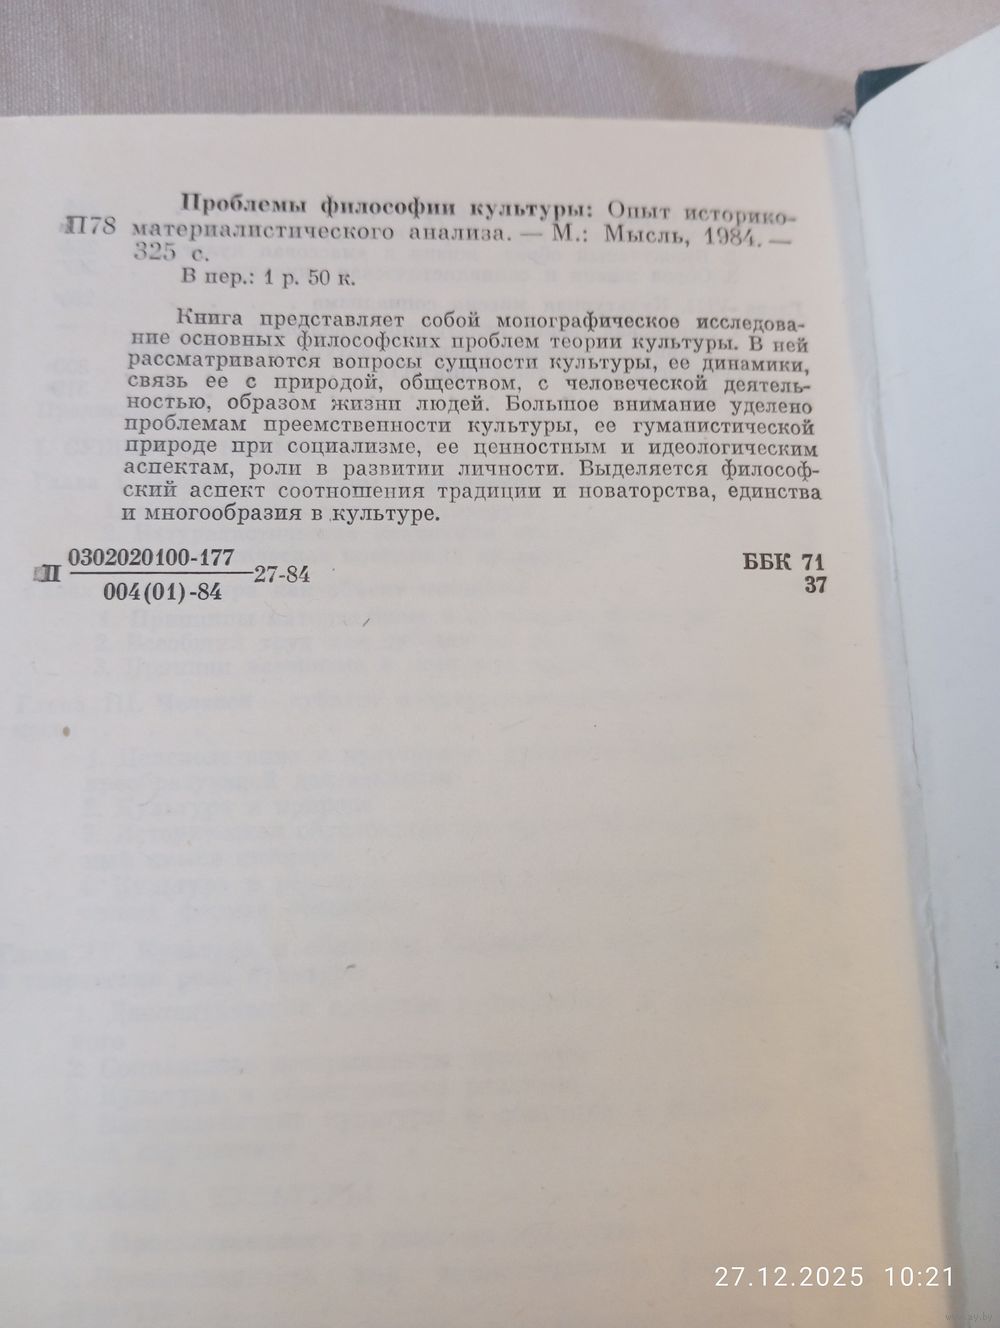 Проблемы философии культуры: Опыт историко-
П78 материалистического анализа. — М.: Мысль, 1984. —
325 с.
В пер.: 1 р. 50 к.
Книга представляет собой монографическое исследова-
ние основных философских проблем теории культуры. В ней
рассматриваются вопросы сущности культуры, ее динамики,
связь ее с природой, обществом, с человеческой деятель-
ностью, образом жизни людей. Большое внимание уделено
проблемам преемственности культуры, ее гуманистической
природе при социализме, ее ценностным и идеологическим
аспектам, роли в развитии личности. Выделяется философ-
ский аспект соотношения традиции и новаторства, единства
и многообразия в культуре.
0302020100-177
П 27-84
004(01)-84
ББК 71
37
27.12.2025 10:21
www.ay.by